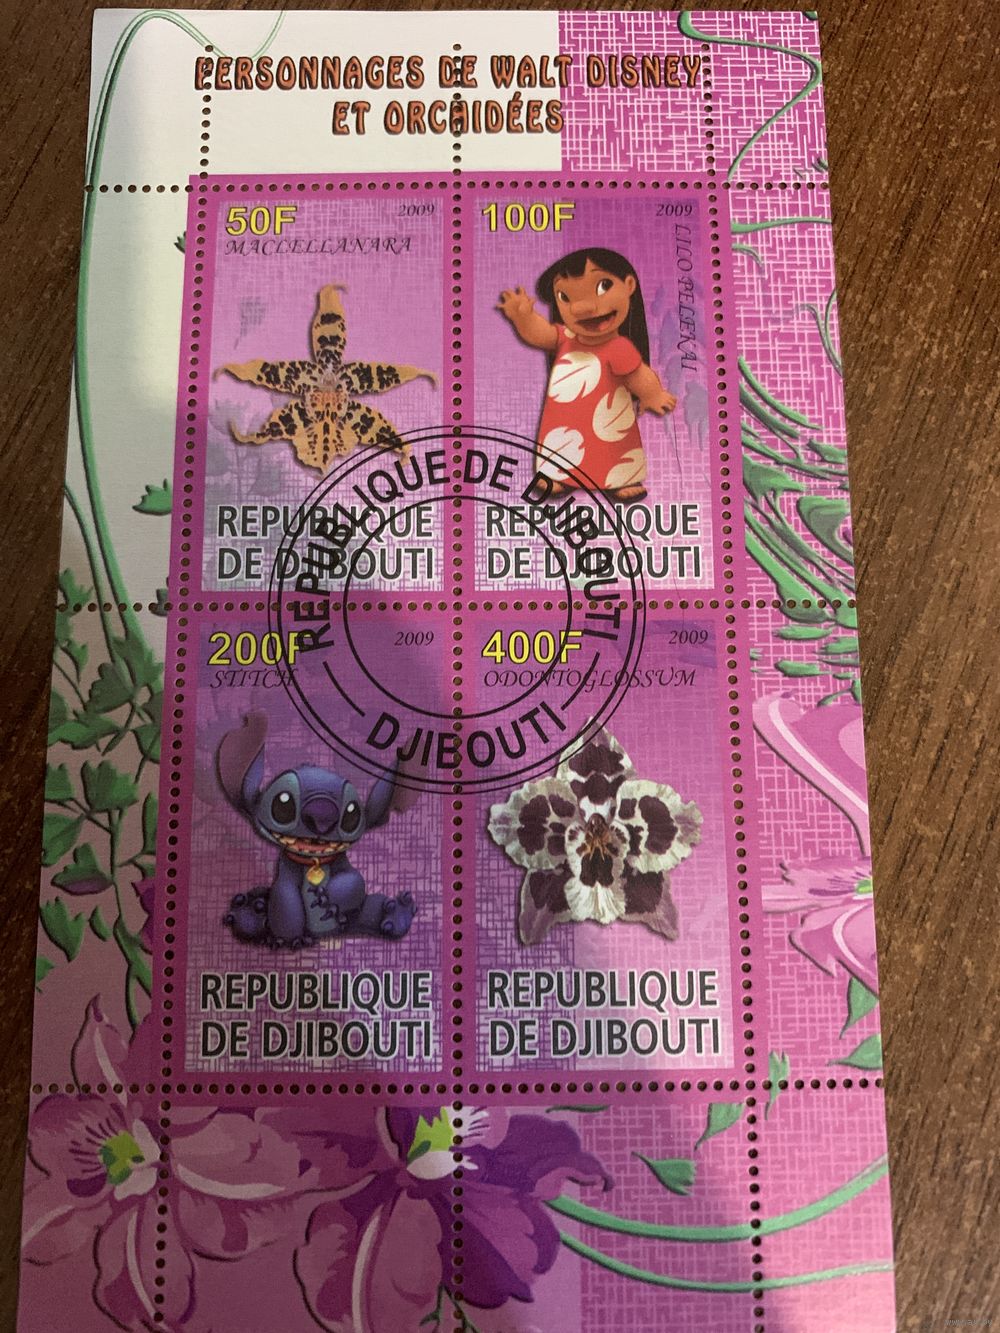 PERSONNAGES DE WALT DISNEY
ET ORCHIDÉES
50F 2009
MACLELLANARA
REPUBLIQUE
DE DJIBOUTI
100F 2009
LILO PELEKAI
REPUBLIQUE
DE DJIBOUTI
REPUBLIQUE DE DJIBOUTI
DJIBOUTI
200F 2009
STITCH
REPUBLIQUE
DE DJIBOUTI
400F 2009
ODONTOGLOSSUM
REPUBLIQUE
DE DJIBOUTI